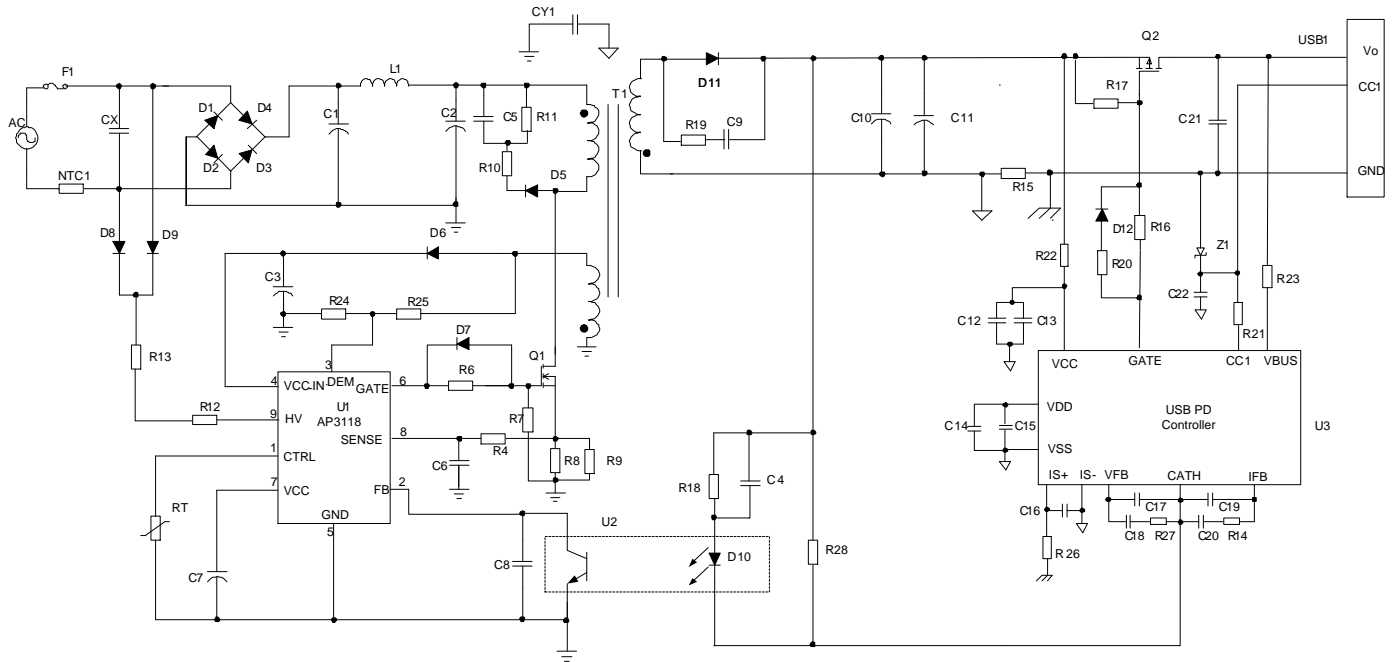 CY1
Q2
USB1
Vo
F1
L1
T1
D11
R17
CC1
AC
CX
D1
D4
C1
C2
C5
R11
R19
C9
C10
C11
C21
D2
D3
R10
NTC1
D5
R15
GND
D8
D9
D6
D12
R16
Z1
R22
R20
R23
C3
C22
R24
R25
C12
C13
R21
D7
R13
3
Q1
4
VCC-IN
DEM
GATE
6
R6
VCC
GATE
CC1
VBUS
U1
AP3118
R12
9
HV
R7
VDD
USB PD
Controller
U3
SENSE
8
R4
C14
C15
1
CTRL
C6
R8
R9
VSS
7
VCC
FB
2
R18
C4
IS+
IS-
VFB
CATH
IFB
RT
GND
5
U2
C16
C17
C19
C18
R27
C20
R14
C7
C8
D10
R28
R26